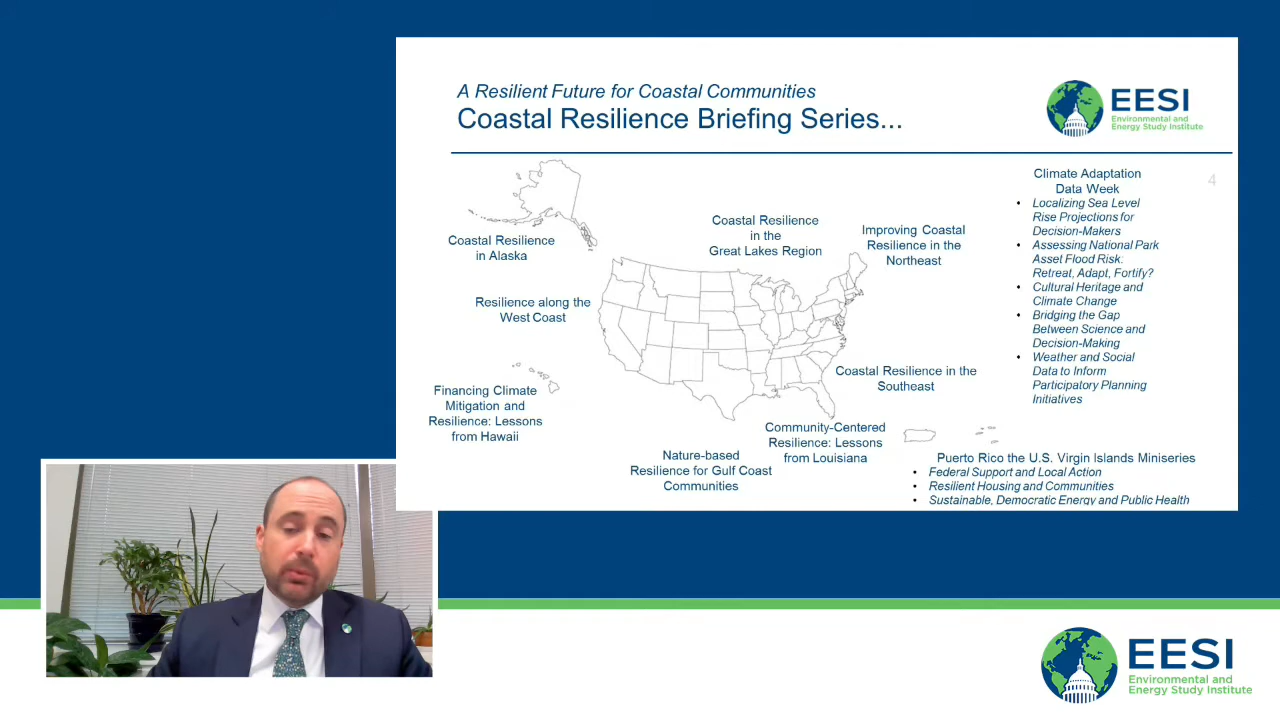 A Resilient Future for Coastal Communities
Coastal Resilience Briefing Series...
EESI
Environmental and
Energy Study Institute
4
Coastal Resilience
in Alaska
Resilience along the
West Coast
Financing Climate
Mitigation and
Resilience: Lessons
from Hawaii
Coastal Resilience
in the
Great Lakes Region
Improving Coastal
Resilience in the
Northeast
Coastal Resilience in the
Southeast
Community-Centered
Resilience: Lessons
from Louisiana
Nature-based
Resilience for Gulf Coast
Communities
Climate Adaptation
Data Week
• Localizing Sea Level
Rise Projections for
Decision-Makers
• Assessing National Park
Asset Flood Risk:
Retreat, Adapt, Fortify?
• Cultural Heritage and
Climate Change
• Bridging the Gap
Between Science and
Decision-Making
• Weather and Social
Data to Inform
Participatory Planning
Initiatives
Puerto Rico the U.S. Virgin Islands Miniseries
• Federal Support and Local Action
• Resilient Housing and Communities
• Sustainable, Democratic Energy and Public Health
EESI
Environmental and
Energy Study Institute